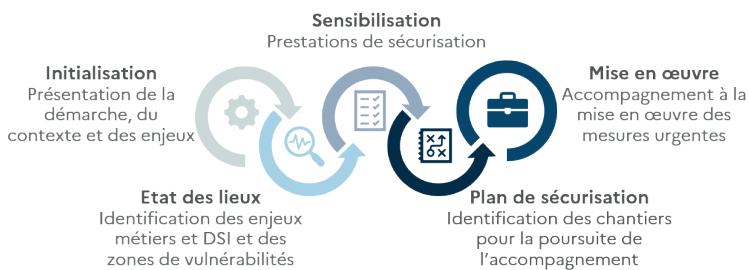 Sensibilisation
Prestations de sécurisation
Initialisation
Présentation de la
démarche, du
contexte et des enjeux
Mise en œuvre
Accompagnement à la
mise en œuvre des
mesures urgentes
Etat des lieux
Identification des enjeux
métiers et DSI et des
zones de vulnérabilités
Plan de sécurisation
Identification des chantiers
pour la poursuite de
l’accompagnement